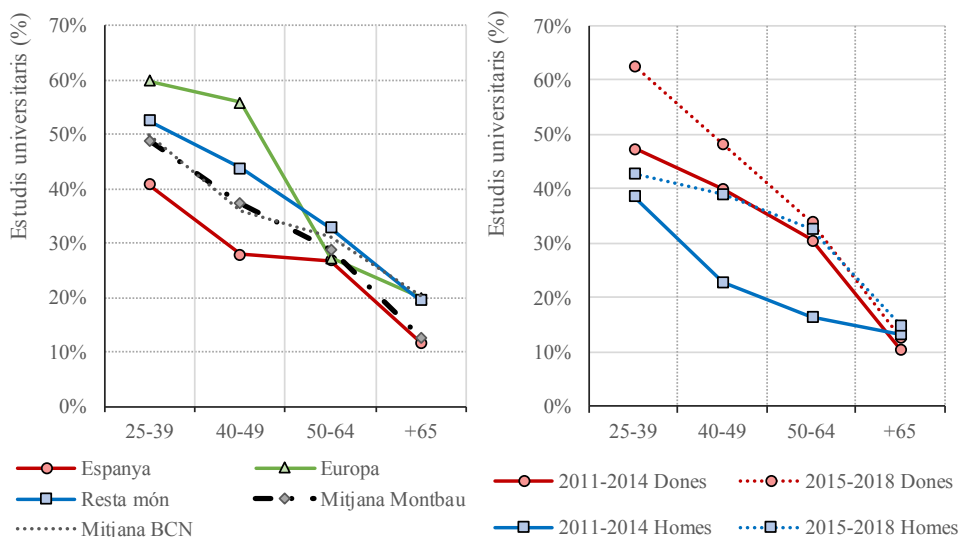 Estudis universitaris (%)
70%
60%
50%
40%
30%
20%
10%
0%
25-39 40-49 50-64 +65
Espanya Europa
Resta món Mitjana Montbau
Mitjana BCN
Estudis universitaris (%)
70%
60%
50%
40%
30%
20%
10%
0%
25-39 40-49 50-64 +65
2011-2014 Dones 2015-2018 Dones
2011-2014 Homes 2015-2018 Homes